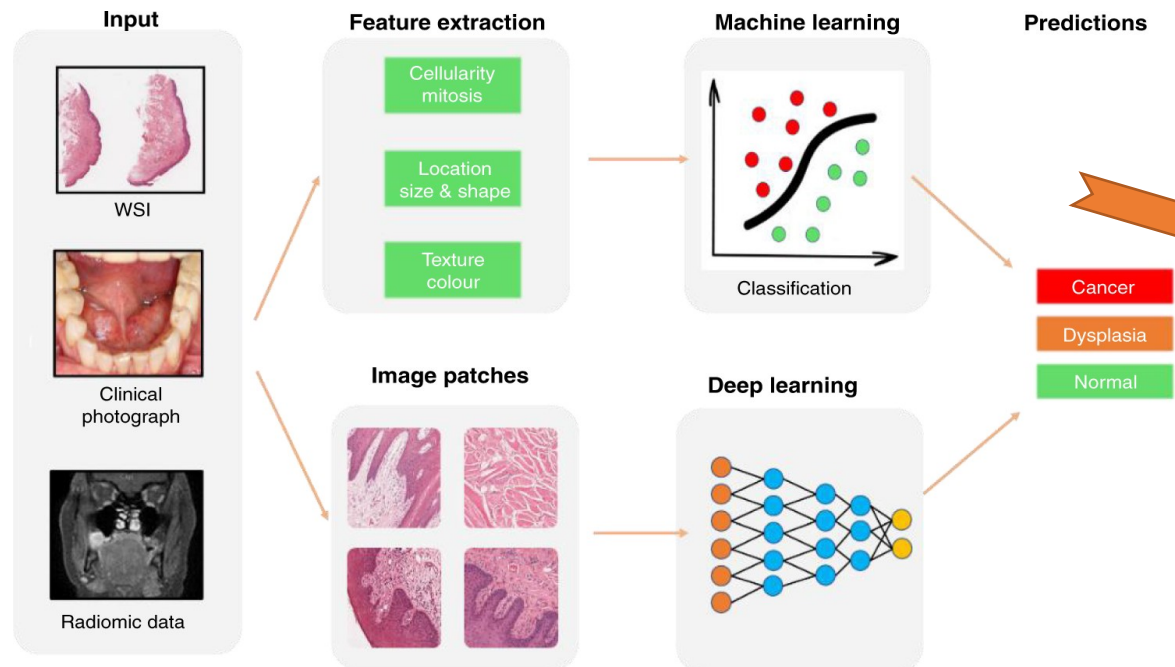 Input
WSI
Clinical
photograph
Radiomic data
Feature extraction
Cellularity
mitosis
Location
size & shape
Texture
colour
Machine learning
Classification
Image patches
Deep learning
Predictions
Cancer
Dysplasia
Normal